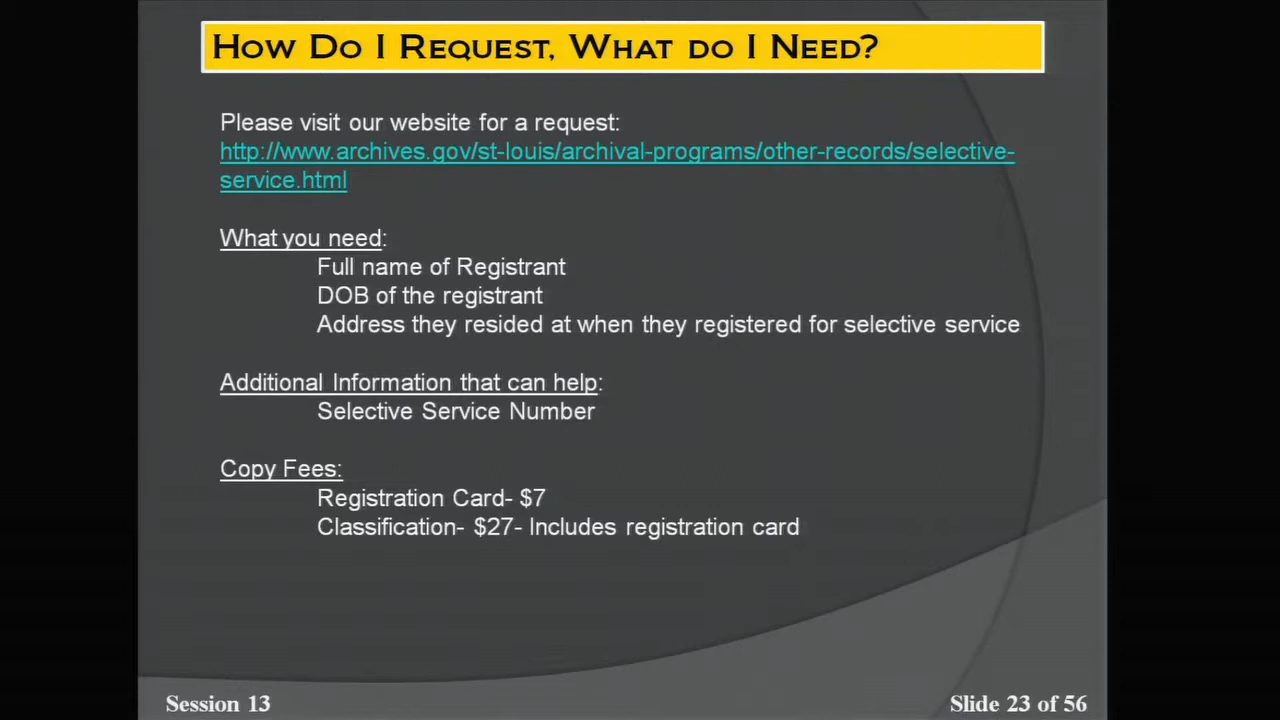 How Do I Request, What do I Need?
Please visit our website for a request:
http://www.archives.gov/st-louis/archival-programs/other-records/selective-
service.html
What you need:
Full name of Registrant
DOB of the registrant
Address they resided at when they registered for selective service
Additional Information that can help:
Selective Service Number
Copy Fees:
Registration Card- $7
Classification- $27- Includes registration card
Session 13
Slide 23 of 56